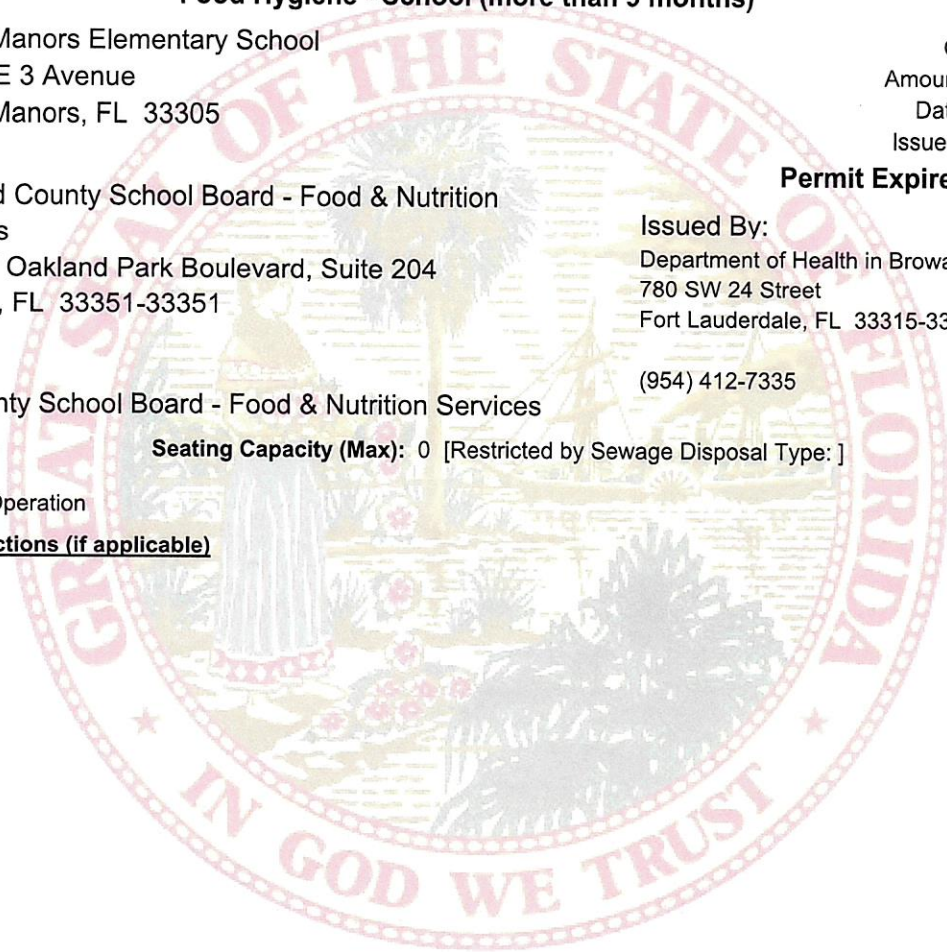 Food Hygiene - School (more than 9 months)
Manors Elementary School
E 3 Avenue
Manors, FL 33305
Amour
Dat
Issue
Permit Expire
d County School Board - Food & Nutrition
s
Oakland Park Boulevard, Suite 204
, FL 33351-33351
Issued By:
Department of Health in Browa
780 SW 24 Street
Fort Lauderdale, FL 33315-33
(954) 412-7335
nty School Board - Food & Nutrition Services
Seating Capacity (Max): 0 [Restricted by Sewage Disposal Type: ]
Operation
ctions (if applicable)
GREAT SEAL OF THE STATE OF FLORIDA
IN GOD WE TRUST